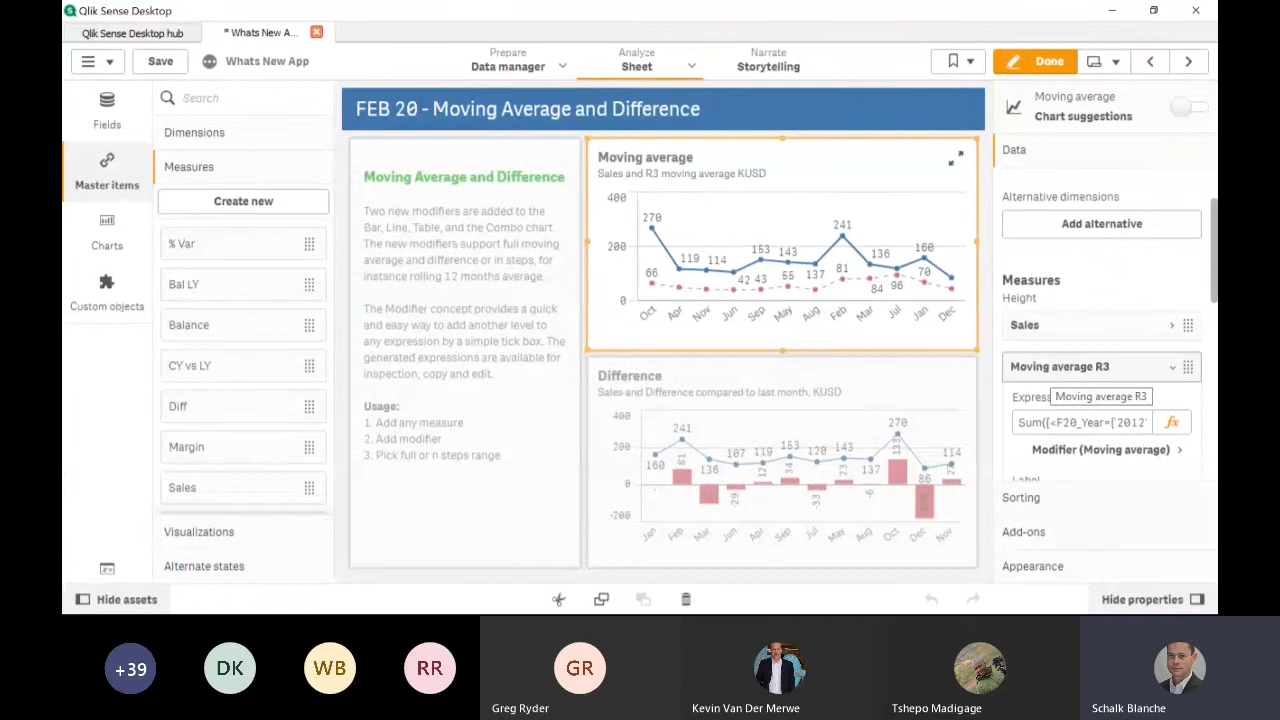 Qlik Sense Desktop
Qlik Sense Desktop hub
* Whats New A...
Save
Whats New App
Prepare
Data manager
Analyze
Sheet
Narrate
Storytelling
Done
Fields
Master items
Charts
Custom objects
Search
Dimensions
Measures
Create new
% Var
Bal LY
Balance
CY vs LY
Diff
Margin
Sales
Visualizations
Alternate states
FEB 20 - Moving Average and Difference
Moving Average and Difference
Two new modifiers are added to the
Bar, Line, Table, and the Combo chart.
The new modifiers support full moving
average and difference or in steps, for
instance rolling 12 months average.
The Modifier concept provides a quick
and easy way to add another level to
any expression by a simple tick box. The
generated expressions are available for
inspection, copy and edit.
Usage:
1. Add any measure
2. Add modifier
3. Pick full or n steps range
Moving average
Sales and R3 moving average KUSD
400
200
0
270 119 114 153 143 241 136 160
66 42 43 55 137 81 84 96 70
Oct Apr Nov Jun Sep May Aug Feb Mar Jul Jan Dec
Difference
Sales and Difference compared to last month, KUSD
400
200
0
-200
160 241 136 107 119 153 120 143 137 270 86 114
81 -29 12 34 -33 23 -6 133
Jan Feb Mar Jun Apr Sep Jul May Aug Oct Dec Nov
Moving average
Chart suggestions
Data
Alternative dimensions
Add alternative
Measures
Height
Sales
Moving average R3
Express
Moving average R3
Sum([<F20_Year={'2012'
Modifier (Moving average)
Label
Sorting
Add-ons
Appearance
Hide assets
Hide properties
+39
DK
WB
RR
GR
Greg Ryder
Kevin Van Der Merwe
Tshepo Madigage
Schalk Blanche